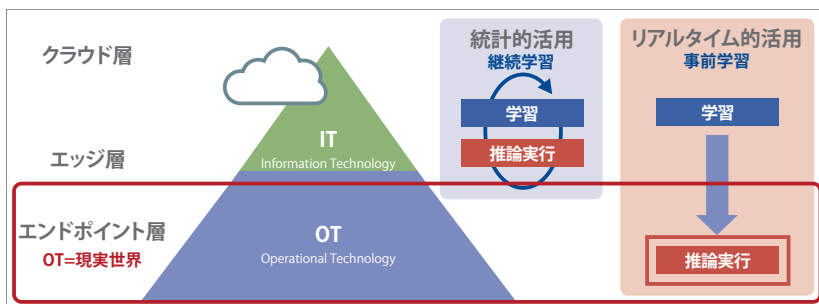 クラウド層
エッジ層
エンドポイント層
OT=現実世界
IT
Information Technology
OT
Operational Technology
統計的活用
継続学習
学習
推論実行
リアルタイム的活用
事前学習
学習
推論実行